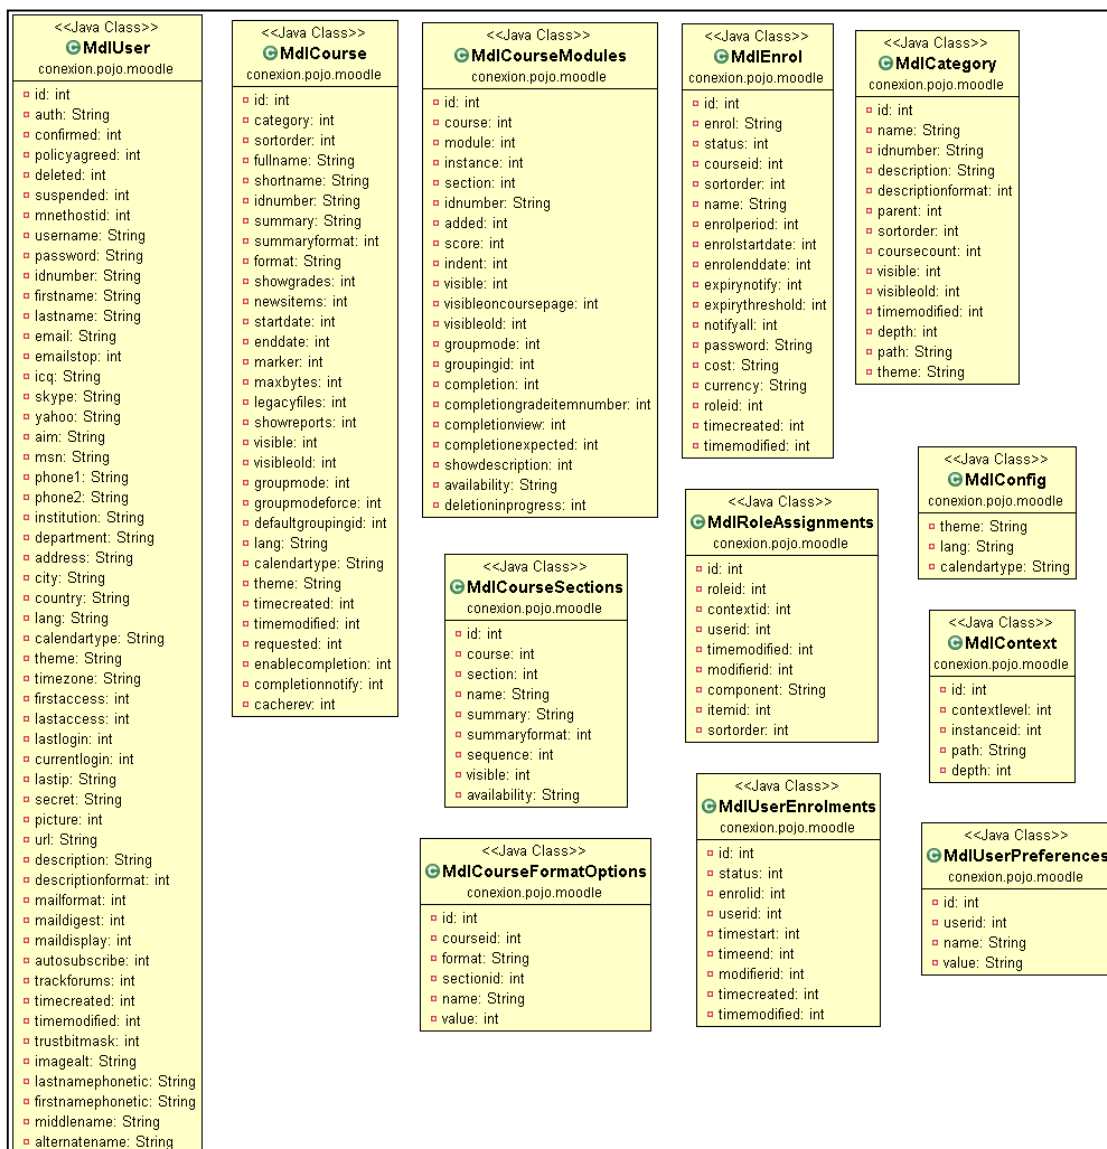 <<Java Class>>
MdlUser
conexion.pojo.moodle
id: int
auth: String
confirmed: int
policyagreed: int
deleted: int
suspended: int
mnethostid: int
username: String
password: String
idnumber: String
firstname: String
lastname: String
email: String
emailstop: int
icq: String
skype: String
yahoo: String
aim: String
msn: String
phone1: String
phone2: String
institution: String
department: String
address: String
city: String
country: String
lang: String
calendartype: String
theme: String
timezone: String
firstaccess: int
lastaccess: int
lastlogin: int
currentlogin: int
lastip: String
secret: String
picture: int
url: String
description: String
descriptionformat: int
mailformat: int
maildigest: int
maildisplay: int
autosubscribe: int
trackforums: int
timecreated: int
timemodified: int
trustbitmask: int
imagealt: String
lastnamephonetic: String
firstnamephonetic: String
middlename: String
alternatename: String
<<Java Class>>
MdlCourse
conexion.pojo.moodle
id: int
category: int
sortorder: int
fullname: String
shortname: String
idnumber: String
summary: String
summaryformat: int
format: String
showgrades: int
newsitems: int
startdate: int
enddate: int
marker: int
maxbytes: int
legacyfiles: int
showreports: int
visible: int
visibleold: int
groupmode: int
groupmodeforce: int
defaultgroupingid: int
lang: String
calendartype: String
theme: String
timecreated: int
timemodified: int
requested: int
enablecompletion: int
completionnotify: int
cacherev: int
<<Java Class>>
MdlCourseModules
conexion.pojo.moodle
id: int
course: int
module: int
instance: int
section: int
idnumber: String
added: int
score: int
indent: int
visible: int
visibleoncoursepage: int
visibleold: int
groupmode: int
groupingid: int
completion: int
completiongradeitemnumber: int
completionview: int
completionexpected: int
showdescription: int
availability: String
deletioninprogress: int
<<Java Class>>
MdlCourseSections
conexion.pojo.moodle
id: int
course: int
section: int
name: String
summary: String
summaryformat: int
sequence: int
visible: int
availability: String
<<Java Class>>
MdlCourseFormatOptions
conexion.pojo.moodle
id: int
courseid: int
format: String
sectionid: int
name: String
value: int
<<Java Class>>
MdlEnrol
conexion.pojo.moodle
id: int
enrol: String
status: int
courseid: int
sortorder: int
name: String
enrolperiod: int
enrolstartdate: int
enrolenddate: int
expirynotify: int
expirythreshold: int
notifyall: int
password: String
cost: String
currency: String
roleid: int
timecreated: int
timemodified: int
<<Java Class>>
MdlRoleAssignments
conexion.pojo.moodle
id: int
roleid: int
contextid: int
userid: int
timemodified: int
modifierid: int
component: String
itemid: int
sortorder: int
<<Java Class>>
MdlUserEnrolments
conexion.pojo.moodle
id: int
status: int
enrolid: int
userid: int
timestart: int
timeend: int
modifierid: int
timecreated: int
timemodified: int
<<Java Class>>
MdlCategory
conexion.pojo.moodle
id: int
name: String
idnumber: String
description: String
descriptionformat: int
parent: int
sortorder: int
coursecount: int
visible: int
visibleold: int
timemodified: int
depth: int
path: String
theme: String
<<Java Class>>
MdlConfig
conexion.pojo.moodle
theme: String
lang: String
calendartype: String
<<Java Class>>
MdlContext
conexion.pojo.moodle
id: int
contextlevel: int
instanceid: int
path: String
depth: int
<<Java Class>>
MdlUserPreferences
conexion.pojo.moodle
id: int
userid: int
name: String
value: String